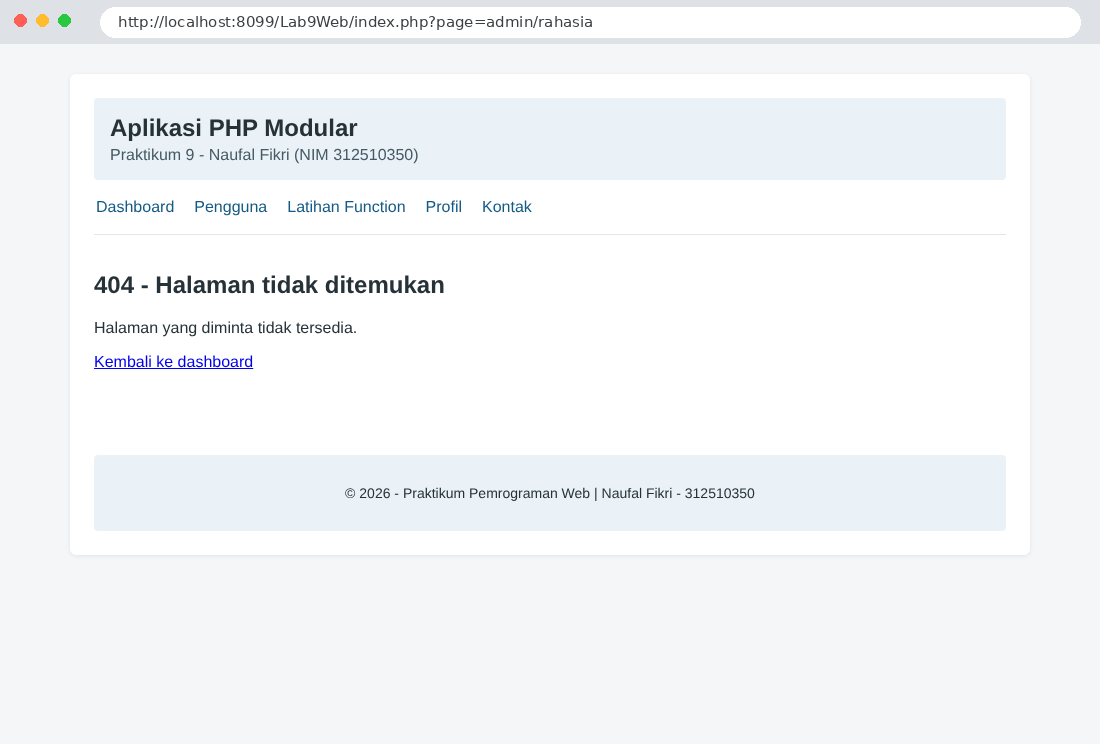 http://localhost:8099/Lab9Web/index.php?page=admin/rahasia
Aplikasi PHP Modular
Praktikum 9 - Naufal Fikri (NIM 312510350)
Dashboard Pengguna Latihan Function Profil Kontak
404 - Halaman tidak ditemukan
Halaman yang diminta tidak tersedia.
Kembali ke dashboard
© 2026 - Praktikum Pemrograman Web | Naufal Fikri - 312510350